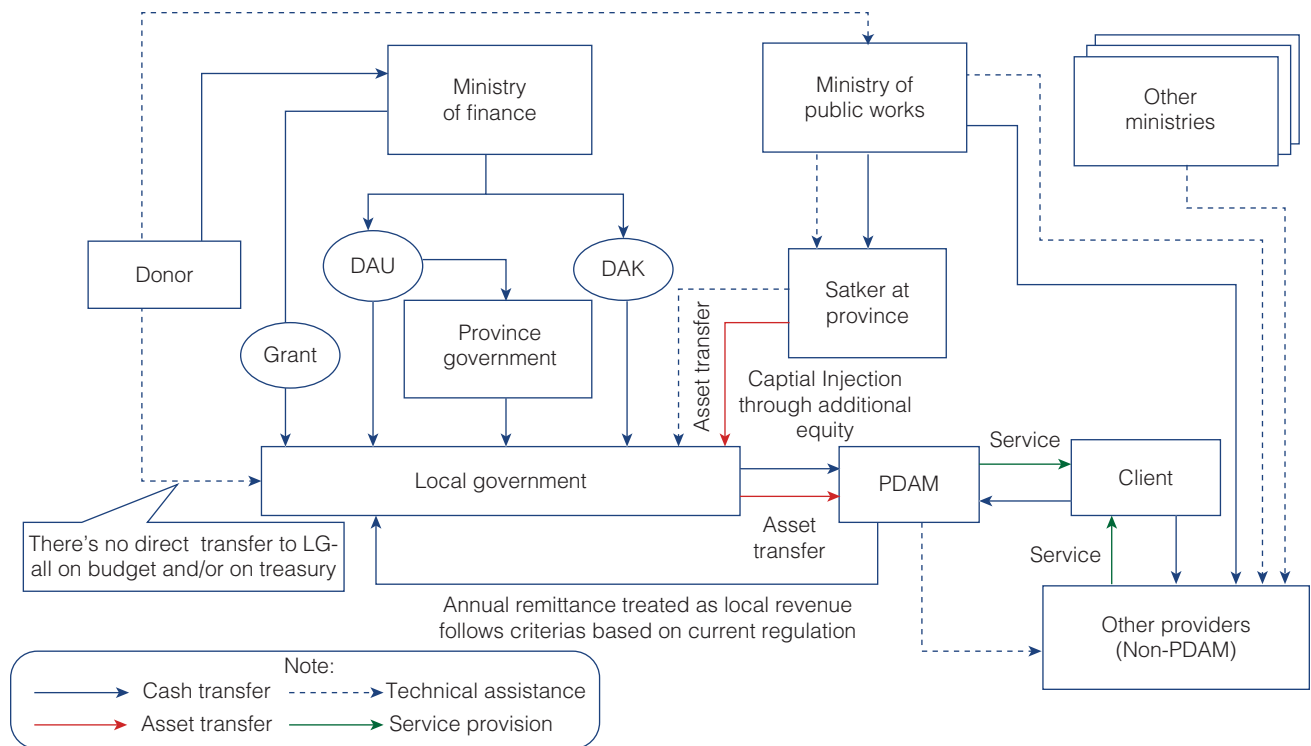 Ministry
of finance
Ministry of
public works
Other
ministries
Donor
DAU
DAK
Grant
Province
government
Satker at
province
Asset transfer
Captial Injection
through additional
equity
Local government
PDAM
Service
Client
Asset
transfer
Service
There's no direct transfer to LG-
all on budget and/or on treasury
Annual remittance treated as local revenue
follows criterias based on current regulation
Other providers
(Non-PDAM)
Note:
Cash transfer
Technical assistance
Asset transfer
Service provision